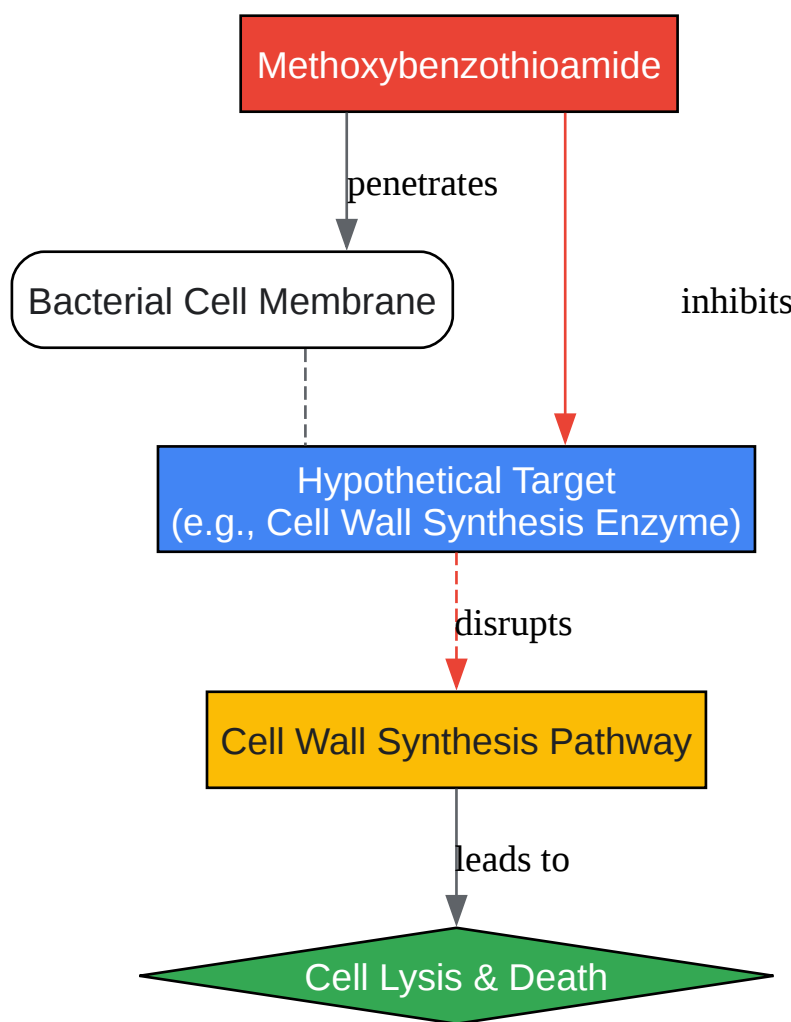 Methoxybenzothioamide
penetrates
Bacterial Cell Membrane
inhibits
Hypothetical Target
(e.g., Cell Wall Synthesis Enzyme)
disrupts
Cell Wall Synthesis Pathway
leads to
Cell Lysis & Death